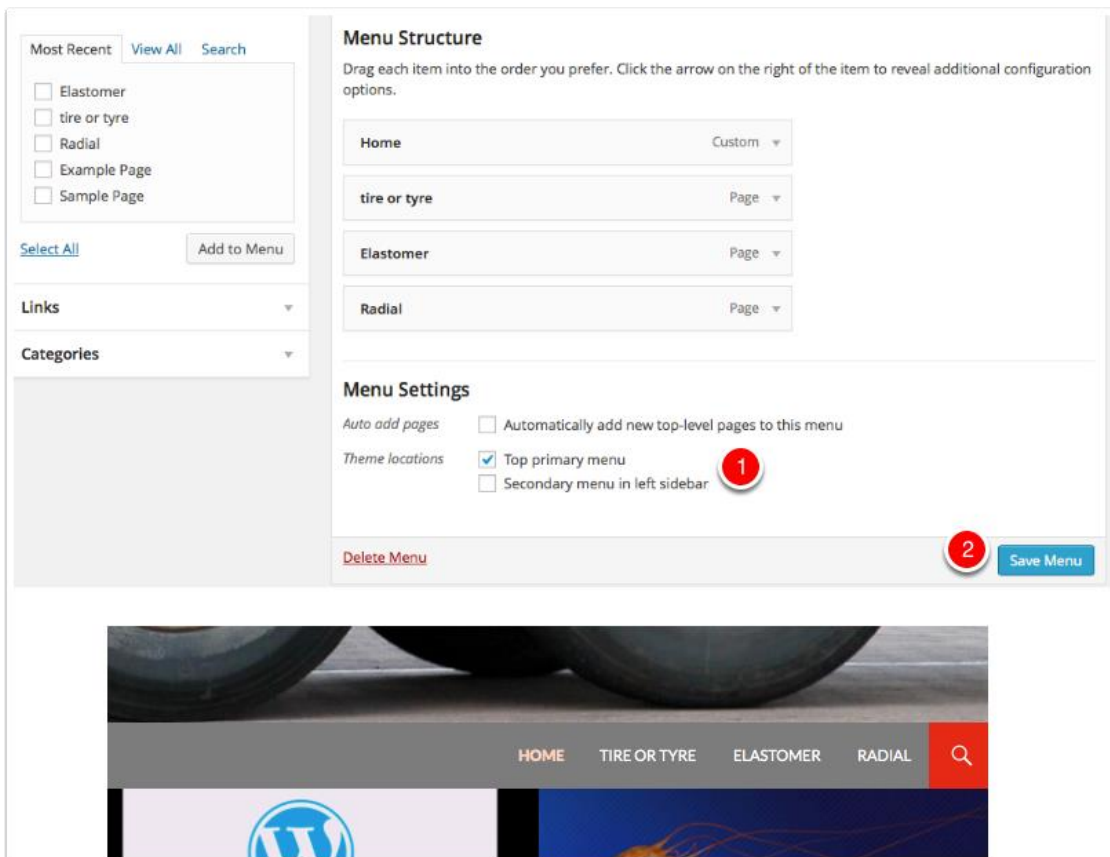 Most Recent View All Search
Elastomer
tire or tyre
Radial
Example Page
Sample Page
Select All Add to Menu
Links
Categories
Menu Structure
Drag each item into the order you prefer. Click the arrow on the right of the item to reveal additional configuration
options.
Home Custom
tire or tyre Page
Elastomer Page
Radial Page
Menu Settings
Auto add pages Automatically add new top-level pages to this menu
Theme locations Top primary menu
Secondary menu in left sidebar
1
Delete Menu 2 Save Menu
HOME TIRE OR TYRE ELASTOMER RADIAL